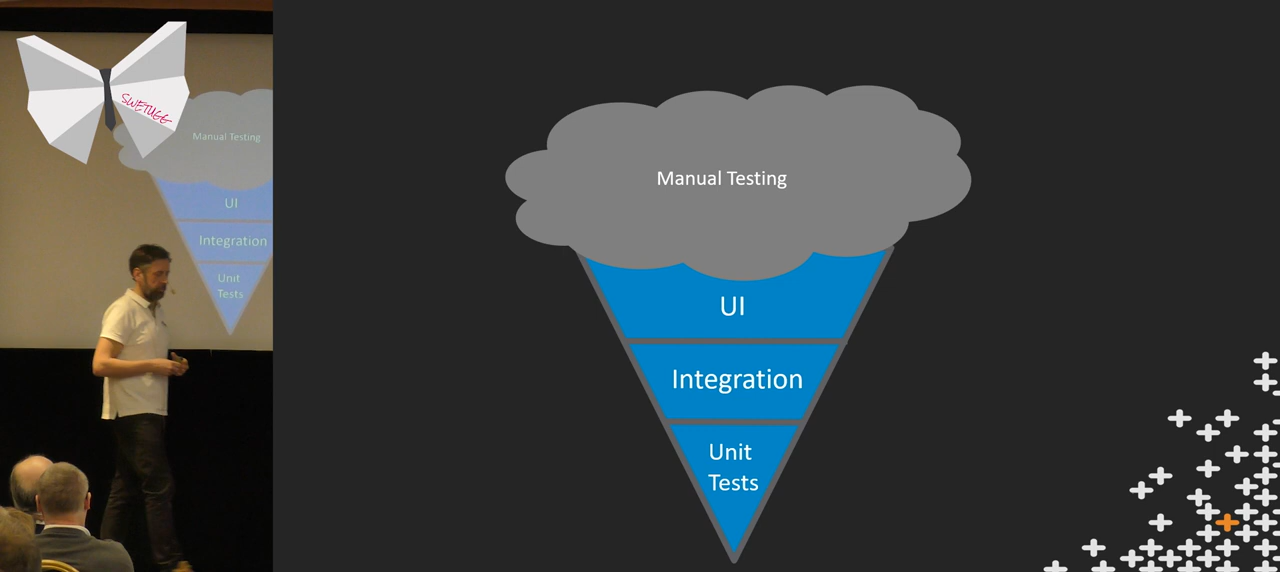 SWETUGG
Manual Testing
UI
Integration
Unit
Tests
Manual Testing
UI
Integration
Unit
Tests